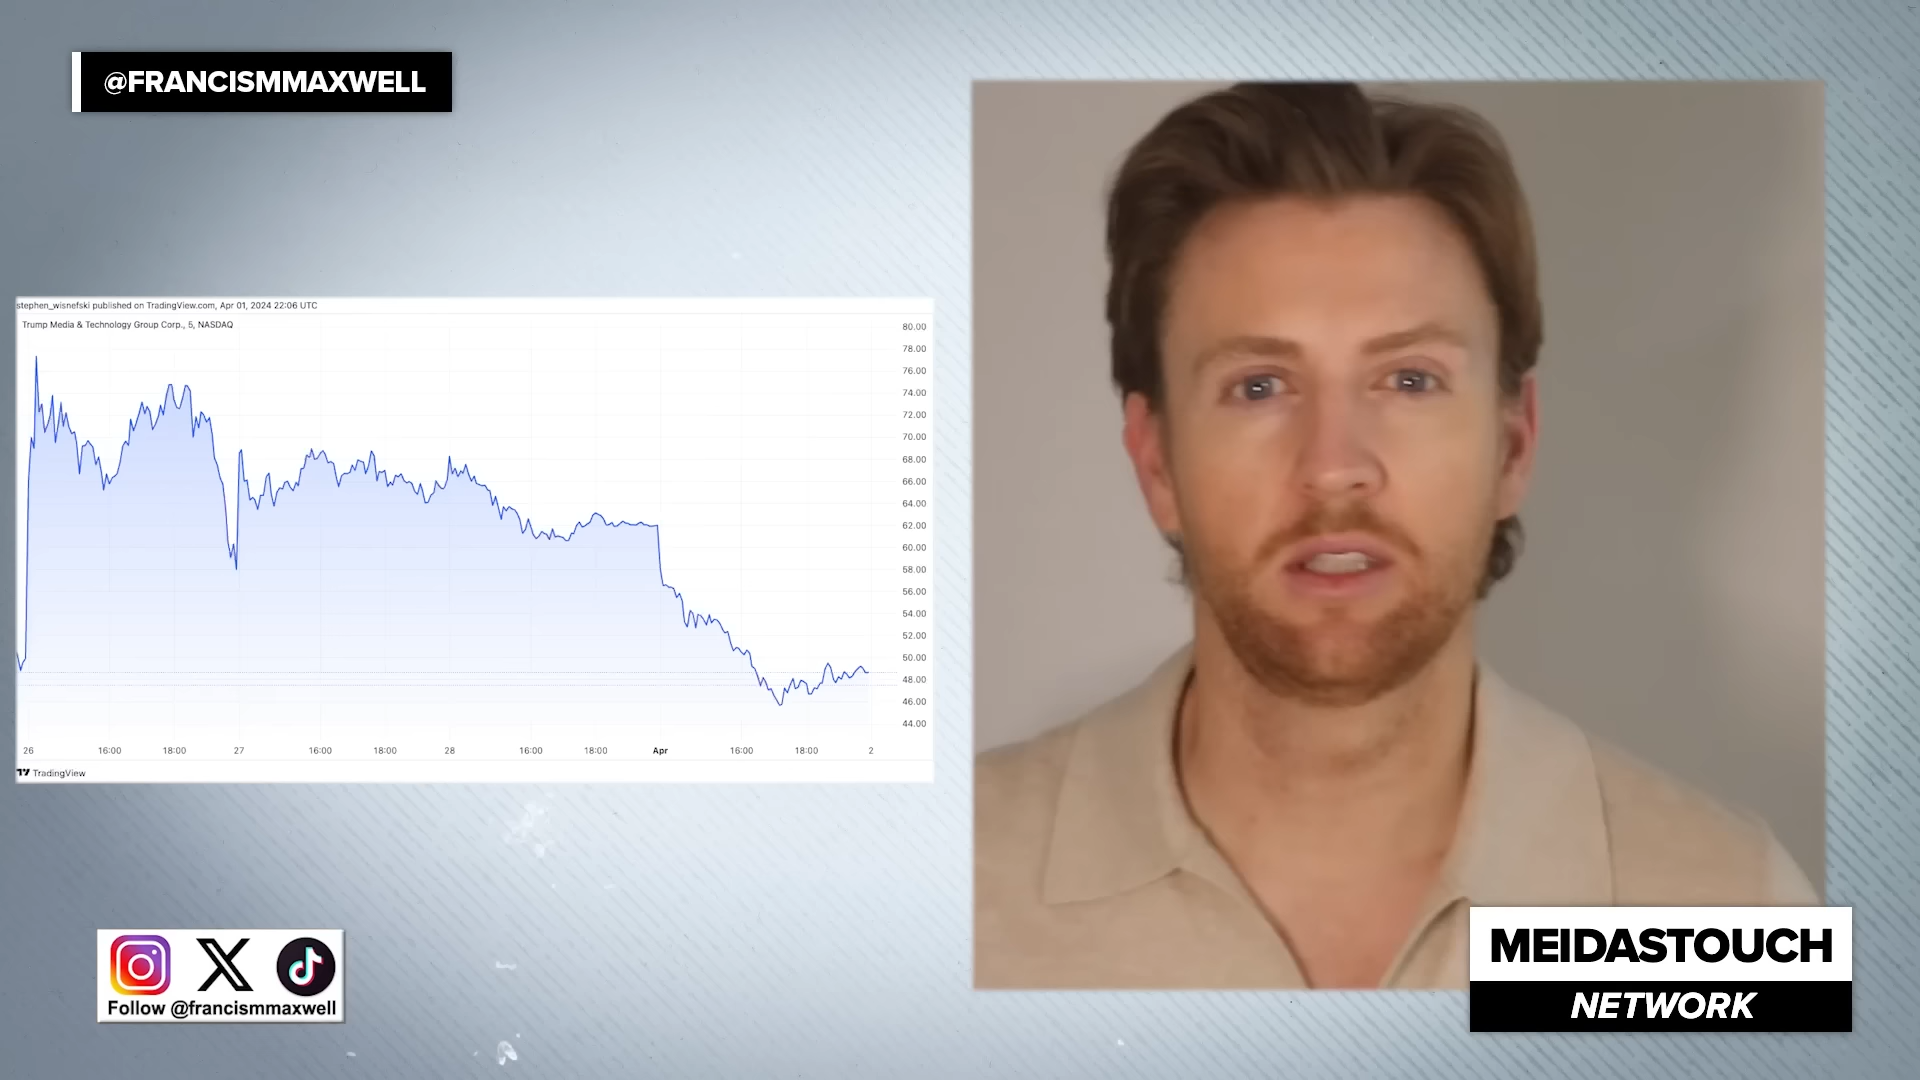 @FRANCISMMAXWELL
stephen_wisnefski published on TradingView.com, Apr 01, 2024 22:06 UTC
Trump Media & Technology Group Corp., 5, NASDAQ
80.00
78.00
76.00
74.00
72.00
70.00
68.00
66.00
64.00
62.00
60.00
58.00
56.00
54.00
52.00
50.00
48.00
46.00
44.00
26 16:00 18:00 27 16:00 18:00 28 16:00 18:00 Apr 16:00 18:00 2
TradingView
Follow @francismmaxwell
MEIDASTOUCH
NETWORK